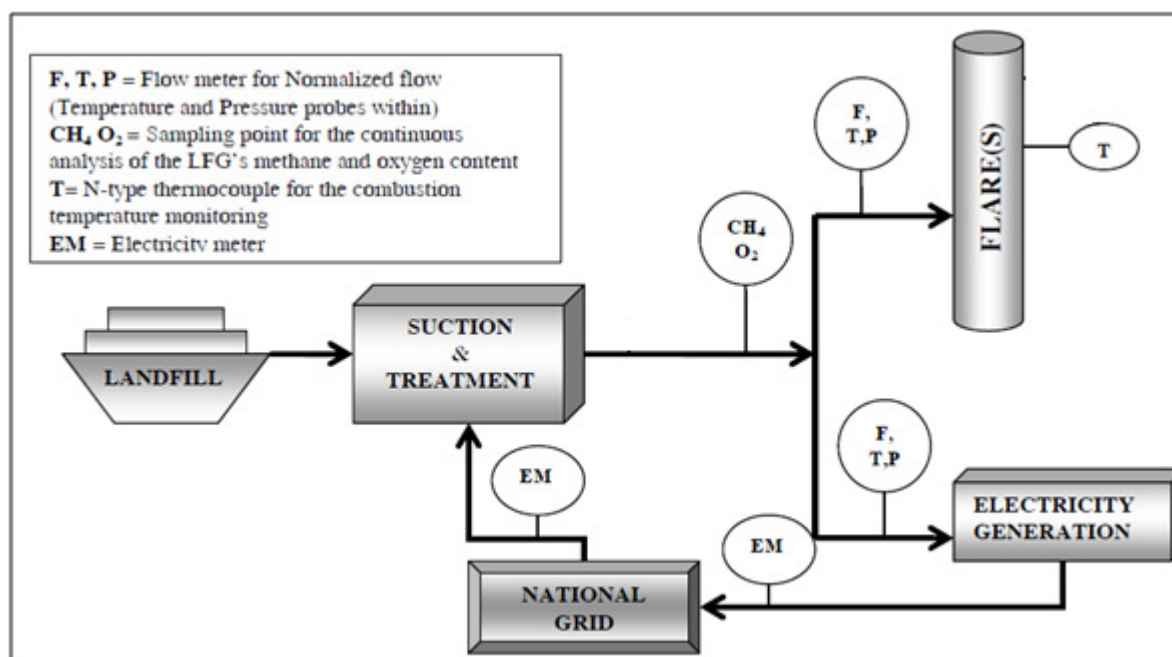 F, T, P = Flow meter for Normalized flow
(Temperature and Pressure probes within)
CH₄ O₂ = Sampling point for the continuous
analysis of the LFG's methane and oxygen content
T= N-type thermocouple for the combustion
temperature monitoring
EM = Electricity meter
F,
T,P
FLARE(S)
T
CH₄
O₂
SUCTION
&
TREATMENT
LANDFILL
F,
T,P
EM
ELECTRICITY
GENERATION
EM
NATIONAL
GRID